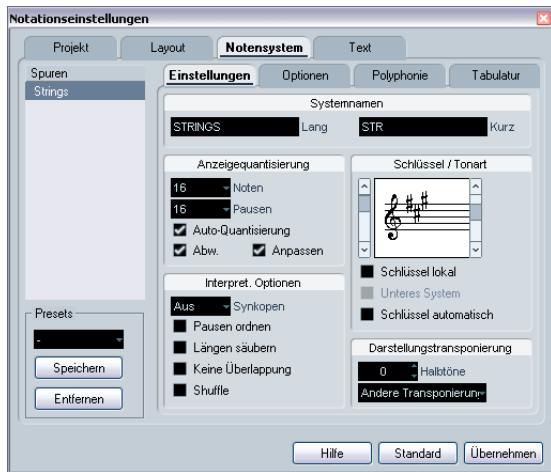 Notationseinstellungen
Projekt Layout Notensystem Text
Spuren
Strings
Einstellungen Optionen Polyphonie Tabulatur
Systemnamen
STRINGS Lang STR Kurz
Anzeigequantisierung
16 Noten
16 Pausen
Auto-Quantisierung
Abw. Anpassen
Schlüssel / Tonart
Schlüssel lokal
Unteres System
Schlüssel automatisch
Interpret. Optionen
Aus Synkopen
Pausen ordnen
Längen säubern
Keine Überlappung
Shuffle
Darstellungstransponierung
0 Halbtöne
Andere Transponierung
Presets
-
Speichern
Entfernen
Hilfe Standard Übernehmen